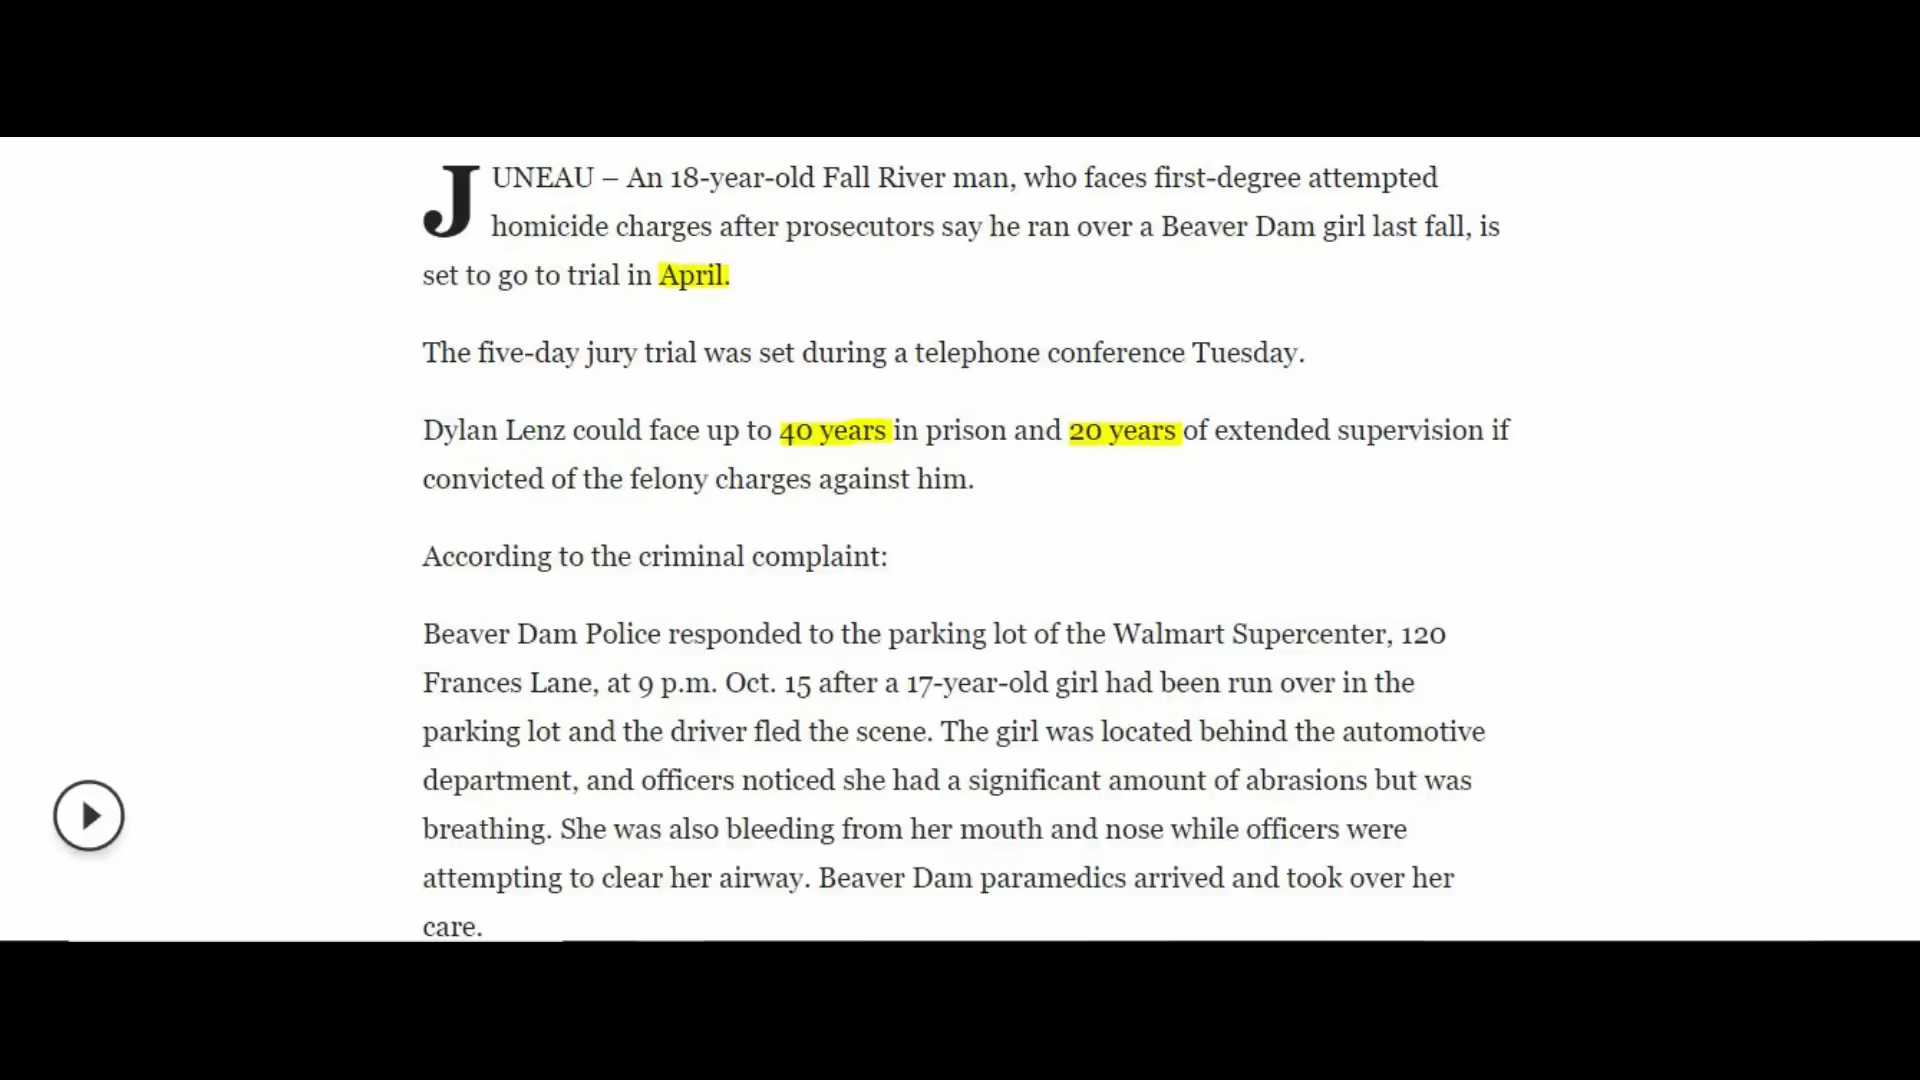 JUNEAU – An 18-year-old Fall River man, who faces first-degree attempted
homicide charges after prosecutors say he ran over a Beaver Dam girl last fall, is
set to go to trial in April.
The five-day jury trial was set during a telephone conference Tuesday.
Dylan Lenz could face up to 40 years in prison and 20 years of extended supervision if
convicted of the felony charges against him.
According to the criminal complaint:
Beaver Dam Police responded to the parking lot of the Walmart Supercenter, 120
Frances Lane, at 9 p.m. Oct. 15 after a 17-year-old girl had been run over in the
parking lot and the driver fled the scene. The girl was located behind the automotive
department, and officers noticed she had a significant amount of abrasions but was
breathing. She was also bleeding from her mouth and nose while officers were
attempting to clear her airway. Beaver Dam paramedics arrived and took over her
care.